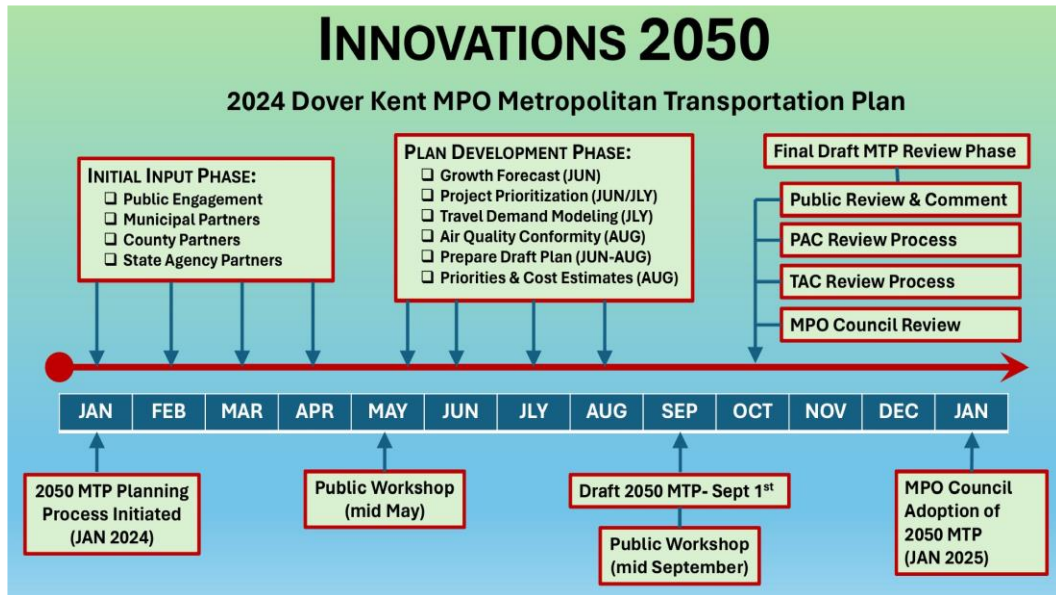 INNOVATIONS 2050
2024 Dover Kent MPO Metropolitan Transportation Plan
INITIAL INPUT PHASE:
❑ Public Engagement
❑ Municipal Partners
❑ County Partners
❑ State Agency Partners
PLAN DEVELOPMENT PHASE:
❑ Growth Forecast (JUN)
❑ Project Prioritization (JUN/JLY)
❑ Travel Demand Modeling (JLY)
❑ Air Quality Conformity (AUG)
❑ Prepare Draft Plan (JUN-AUG)
❑ Priorities & Cost Estimates (AUG)
Final Draft MTP Review Phase
Public Review & Comment
PAC Review Process
TAC Review Process
MPO Council Review
JAN FEB MAR APR MAY JUN JLY AUG SEP OCT NOV DEC JAN
2050 MTP Planning
Process Initiated
(JAN 2024)
Public Workshop
(mid May)
Draft 2050 MTP- Sept 1st
Public Workshop
(mid September)
MPO Council
Adoption of
2050 MTP
(JAN 2025)